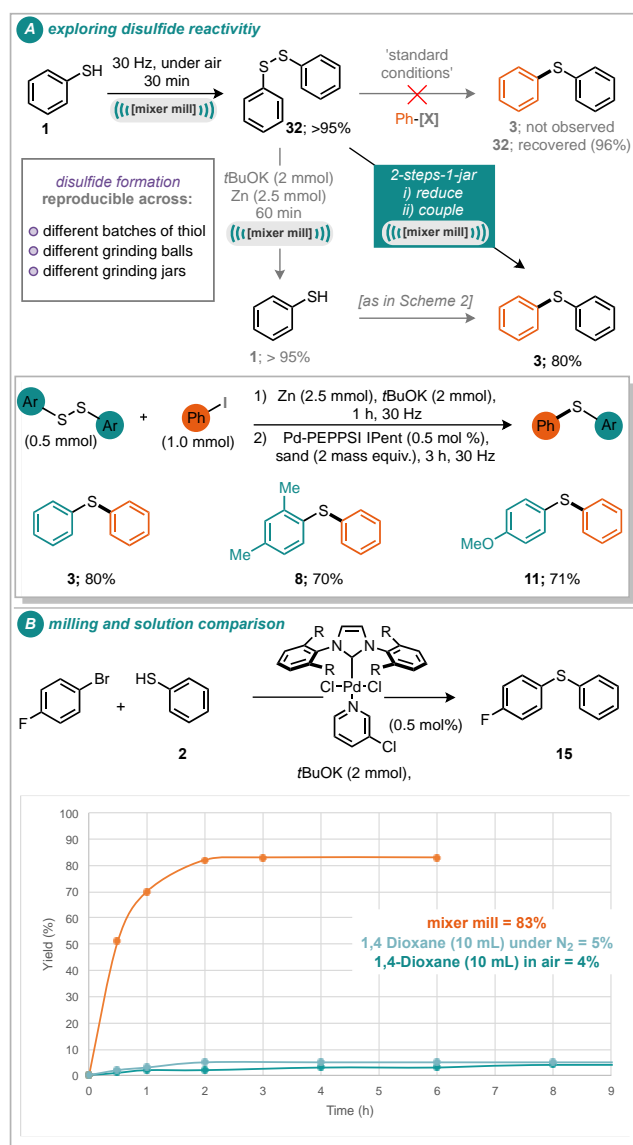 A exploring disulfide reactivitiy
SH
1
30 Hz, under air
30 min
(((mixer mill])))
S
S
32; >95%
'standard
conditions'
Ph-[X]
S
3; not observed
32; recovered (96%)
disulfide formation
reproducible across:
different batches of thiol
different grinding balls
different grinding jars
tBuOK (2 mmol)
Zn (2.5 mmol)
60 min
(((mixer mill])))
2-steps-1-jar
i) reduce
ii) couple
(([mixer mill])))
SH
1; > 95%
[as in Scheme 2]
S
3; 80%
Ar
S
S
Ar
(0.5 mmol)
+
Ph
I
(1.0 mmol)
1) Zn (2.5 mmol), tBuOK (2 mmol),
1 h, 30 Hz
2) Pd-PEPPSI IPent (0.5 mol %),
sand (2 mass equiv.), 3 h, 30 Hz
Ph
S
Ar
S
3; 80%
Me
S
Me
8; 70%
S
MeO
11; 71%
B milling and solution comparison
Br
F
+
HS
2
R
R
N
N
R
R
Cl
Pd
Cl
N
Cl
(0.5 mol%)
tBuOK (2 mmol),
S
F
15
100
90
80
70
60
50
40
30
20
10
0
Yield (%)
mixer mill = 83%
1,4 Dioxane (10 mL) under N₂ = 5%
1,4-Dioxane (10 mL) in air = 4%
0 1 2 3 4 5 6 7 8 9
Time (h)